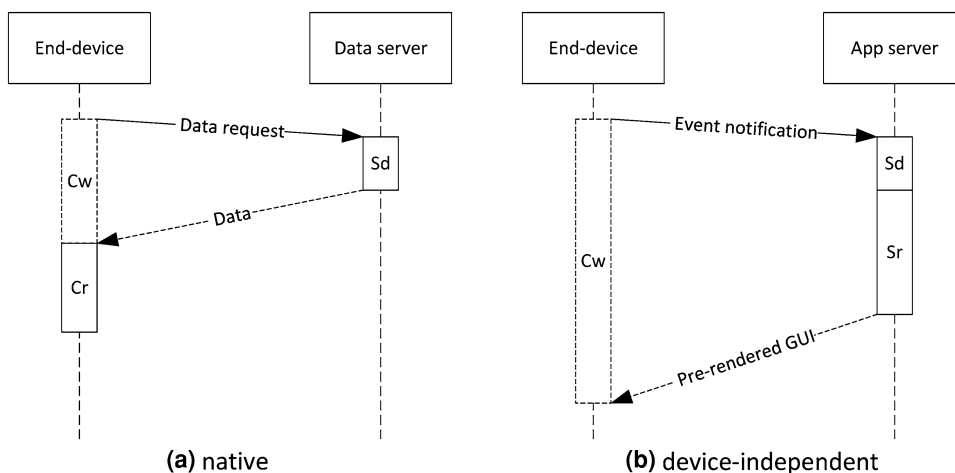 End-device
Data server
Data request
Sd
Cw
Data
Cr
(a) native
End-device
App server
Event notification
Sd
Cw
Sr
Pre-rendered GUI
(b) device-independent